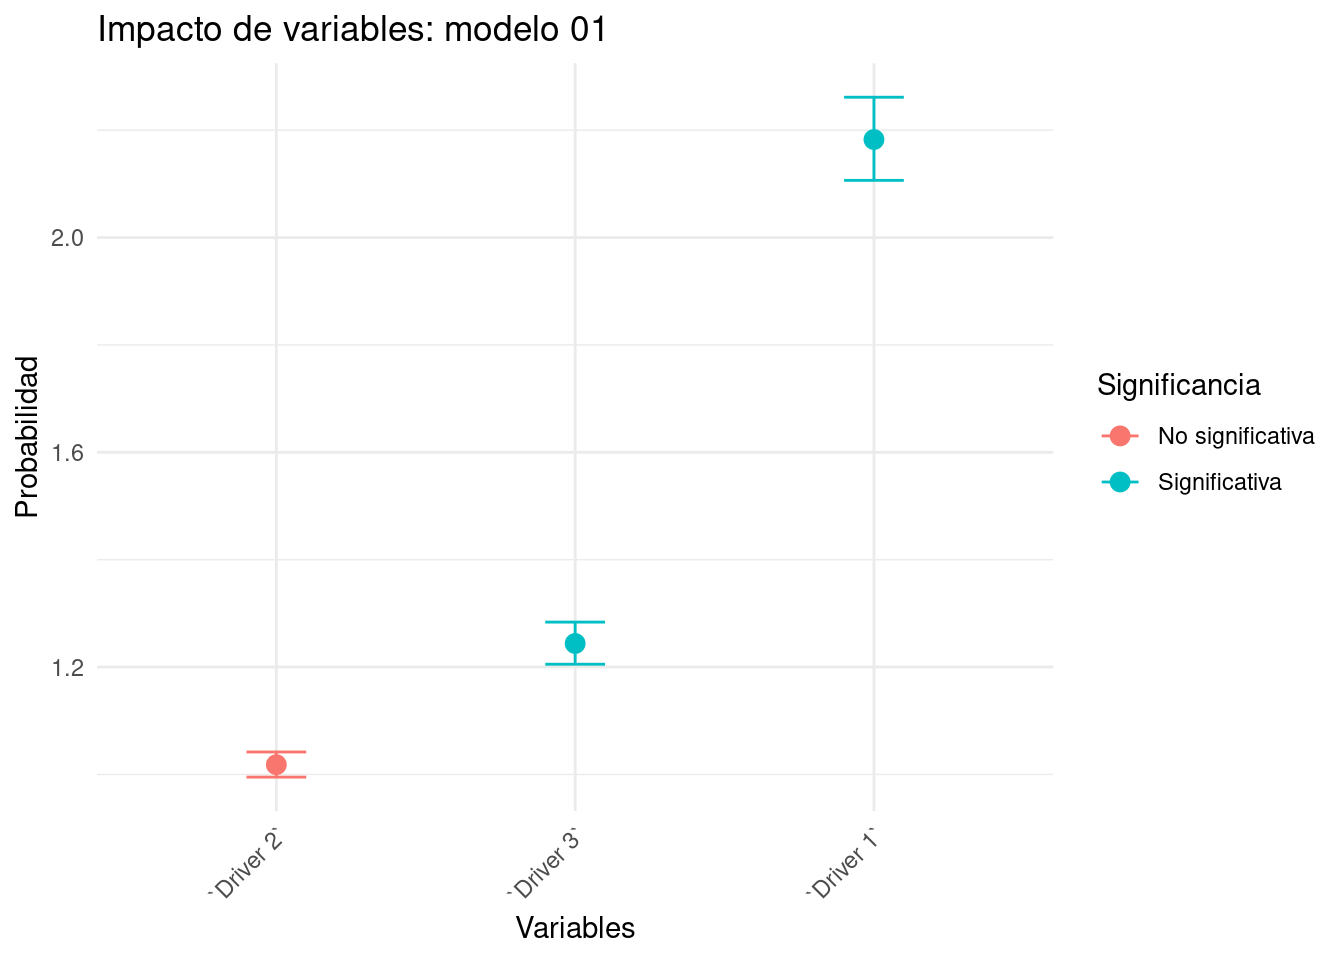 Impacto de variables: modelo 01
Probabilidad
2.0
1.6
1.2
`Driver 2`
`Driver 3`
`Driver 1`
Variables
Significancia
No significativa
Significativa